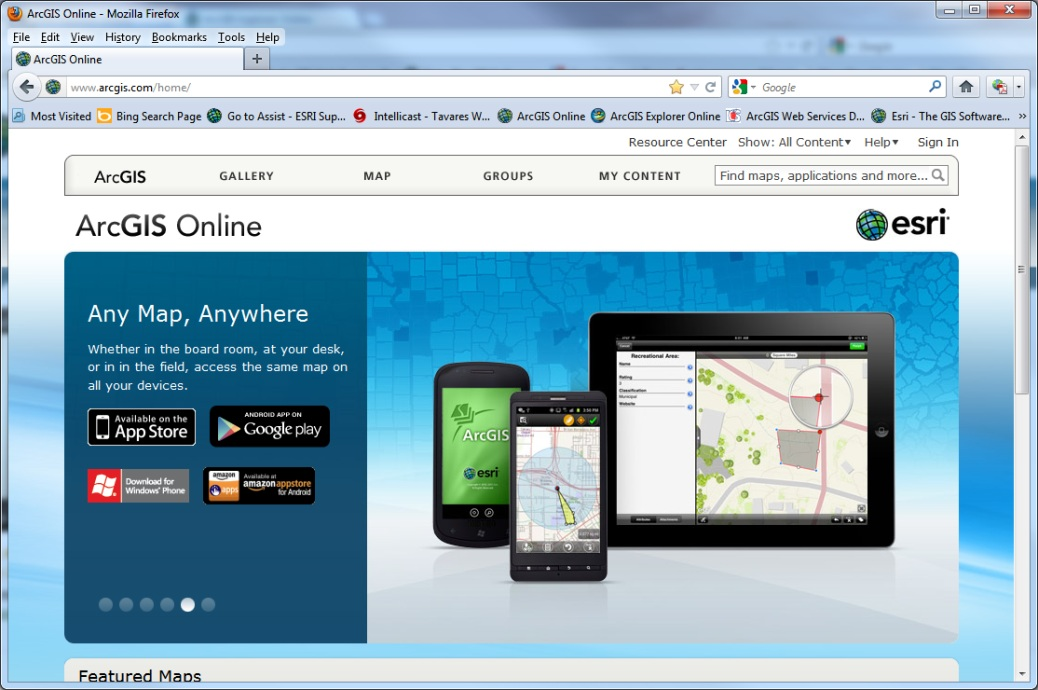 ArcGIS Online - Mozilla Firefox
File Edit View History Bookmarks Tools Help
ArcGIS Online
www.arcgis.com/home/
Google
Most Visited Bing Search Page Go to Assist - ESRI Sup... Intellicast - Tavares W... ArcGIS Online ArcGIS Explorer Online ArcGIS Web Services D... Esri - The GIS Software... »
Resource Center Show: All Content Help Sign In
ArcGIS GALLERY MAP GROUPS MY CONTENT Find maps, applications and more...
ArcGIS Online
esri
Any Map, Anywhere
Whether in the board room, at your desk,
or in in the field, access the same map on
all your devices.
Available on the
App Store
ANDROID APP ON
Google play
Download for
Windows Phone
amazon
apps
Available at
amazonappstore
for Android
ArcGIS
esri
Recreational Area:
Name
Rating
3
Classification
Municipal
Website
Featured Maps